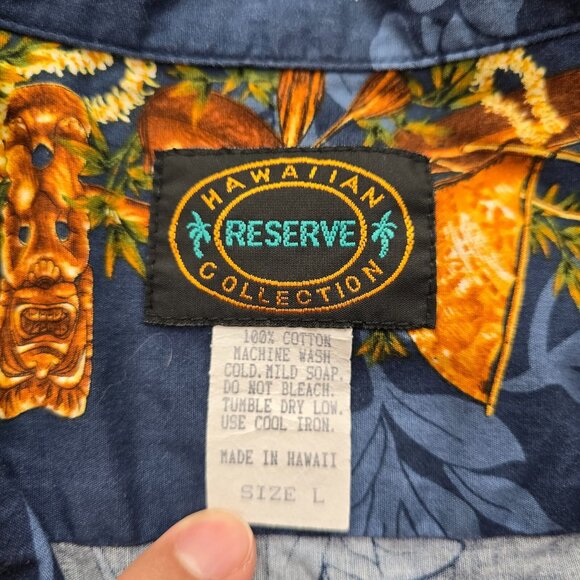 HAWAIIAN
RESERVE
COLLECTION
100% COTTON
MACHINE WASH
COLD. MILD SOAP.
DO NOT BLEACH.
TUMBLE DRY LOW.
USE COOL IRON.
MADE IN HAWAII
SIZE L